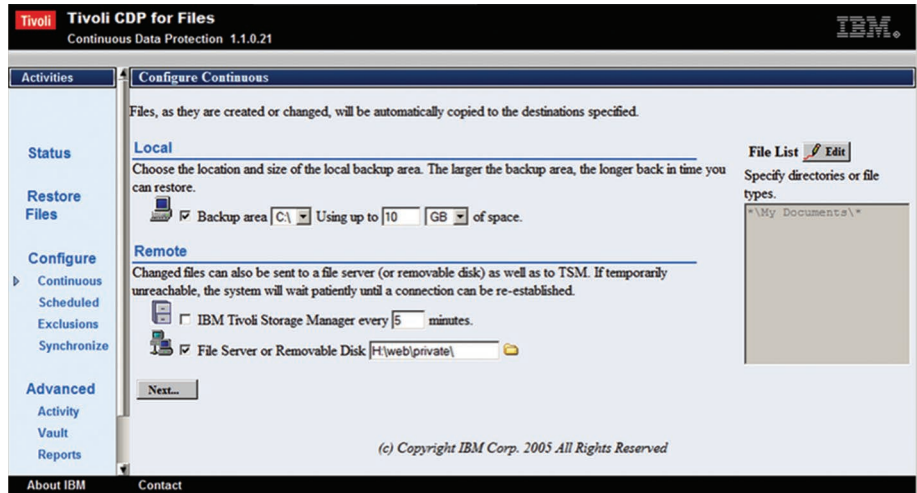 Tivoli Tivoli CDP for Files
Continuous Data Protection 1.1.0.21
IBM
Activities
Status
Restore
Files
Configure
Continuous
Scheduled
Exclusions
Synchronize
Advanced
Activity
Vault
Reports
Configure Continuous
Files, as they are created or changed, will be automatically copied to the destinations specified.
Local
Choose the location and size of the local backup area. The larger the backup area, the longer back in time you
can restore.
Backup area C:\ Using up to 10 GB of space.
Remote
Changed files can also be sent to a file server (or removable disk) as well as to TSM. If temporarily
unreachable, the system will wait patiently until a connection can be re-established.
IBM Tivoli Storage Manager every 5 minutes.
File Server or Removable Disk H:\web\private\
Next...
File List Edit
Specify directories or file
types.
*\My Documents\*
(c) Copyright IBM Corp. 2005 All Rights Reserved
About IBM Contact